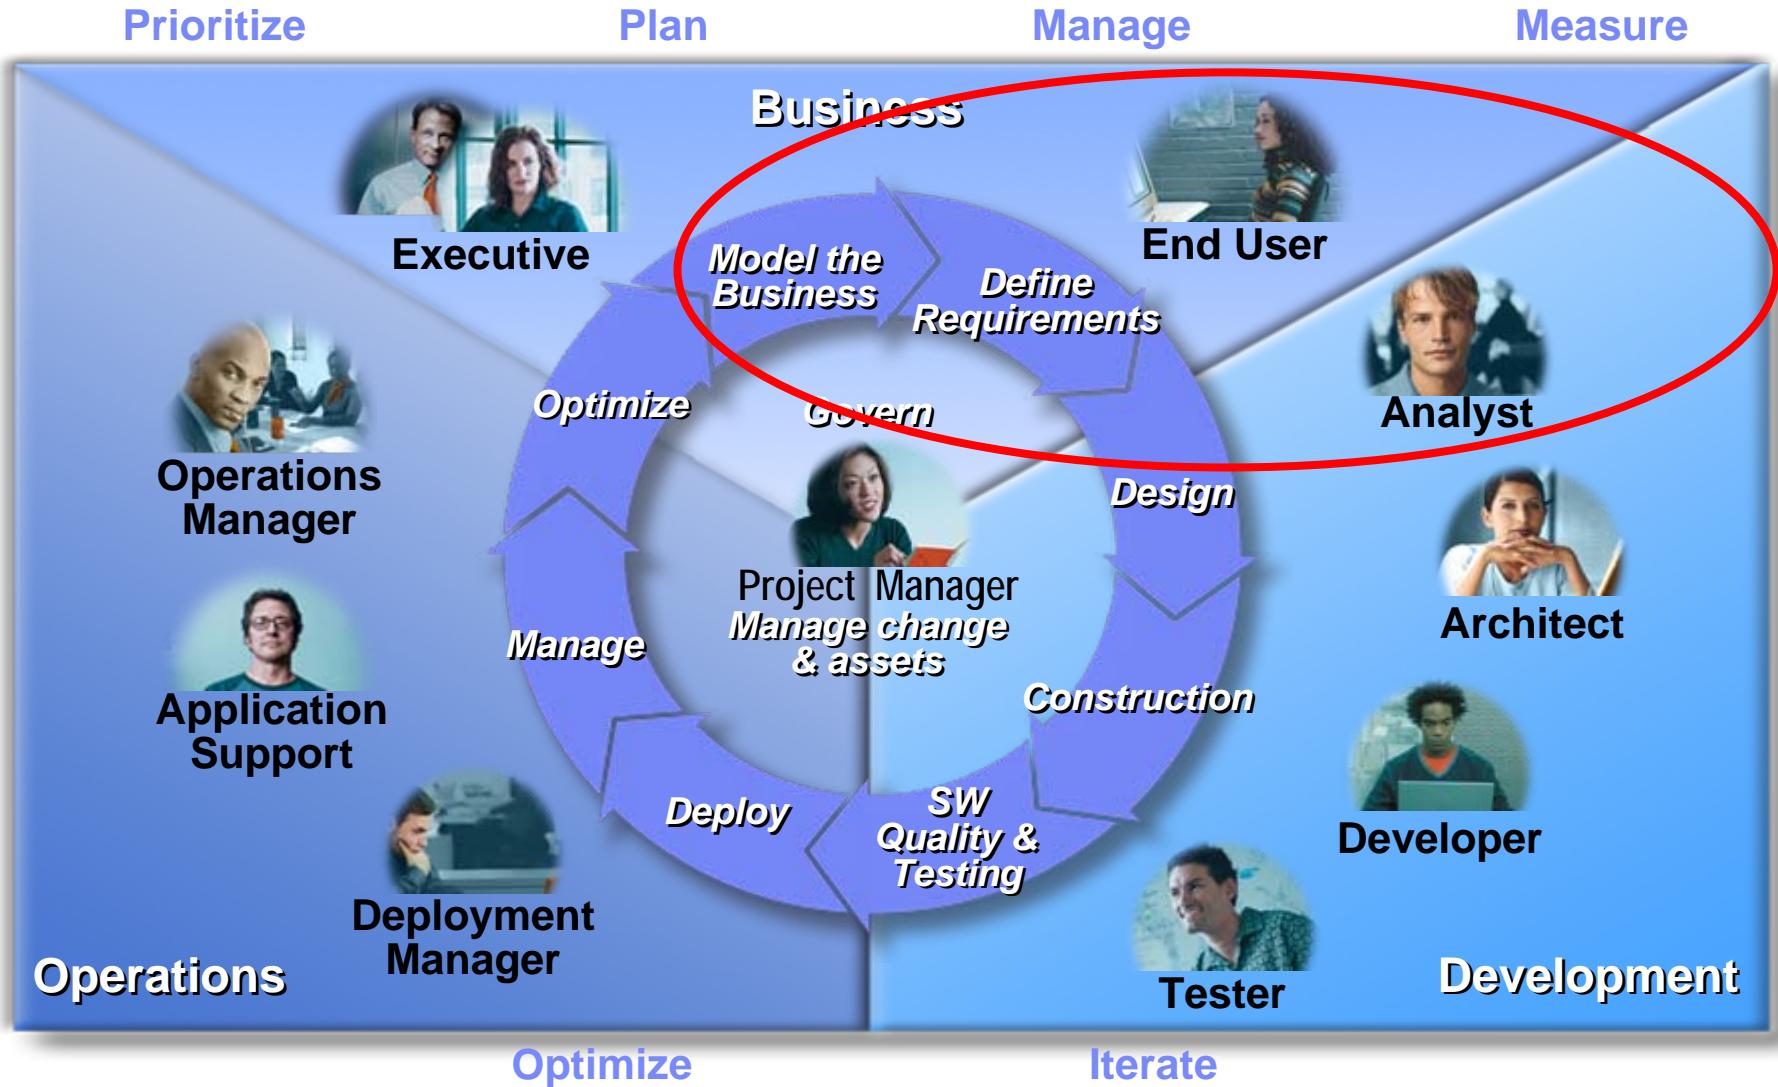 Prioritize
Plan
Manage
Measure
Business
Executive
End User
Model the
Business
Define
Requirements
Analyst
Optimize
Govern
Operations
Manager
Design
Architect
Project Manager
Manage change
& assets
Manage
Application
Support
Construction
Developer
Deploy
SW
Quality &
Testing
Deployment
Manager
Tester
Operations
Development
Optimize
Iterate